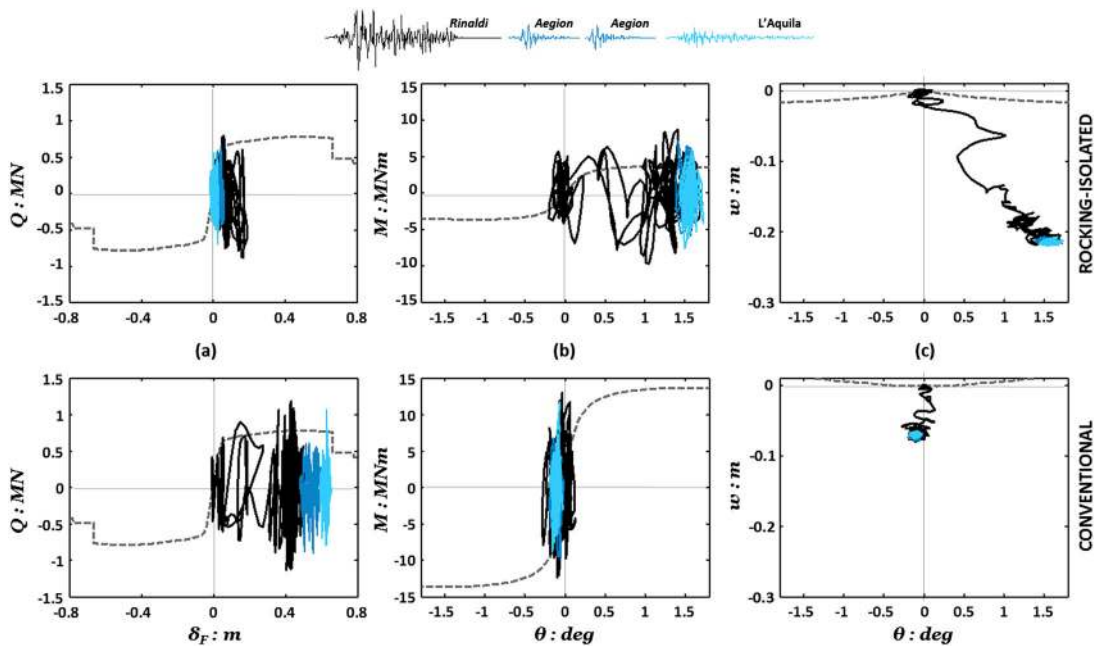 Rinaldi Aegion Aegion L'Aquila
1.5
1
0.5
0
-0.5
-1
-1.5
Q : MN
-0.8 -0.4 0 0.4 0.8
(a)
15
10
5
0
-5
-10
15
M : MNm
-1.5 -1 -0.5 0 0.5 1 1.5
(b)
0
-0.1
-0.2
-0.3
w : m
-1.5 -1 -0.5 0 0.5 1 1.5
(c)
ROCKING-ISOLATED
1.5
1
0.5
0
-0.5
-1
-1.5
Q : MN
-0.8 -0.4 0 0.4 0.8
δF : m
15
10
5
0
-5
-10
15
M : MNm
-1.5 -1 -0.5 0 0.5 1 1.5
θ : deg
0
-0.1
-0.2
-0.3
w : m
-1.5 -1 -0.5 0 0.5 1 1.5
θ : deg
CONVENTIONAL